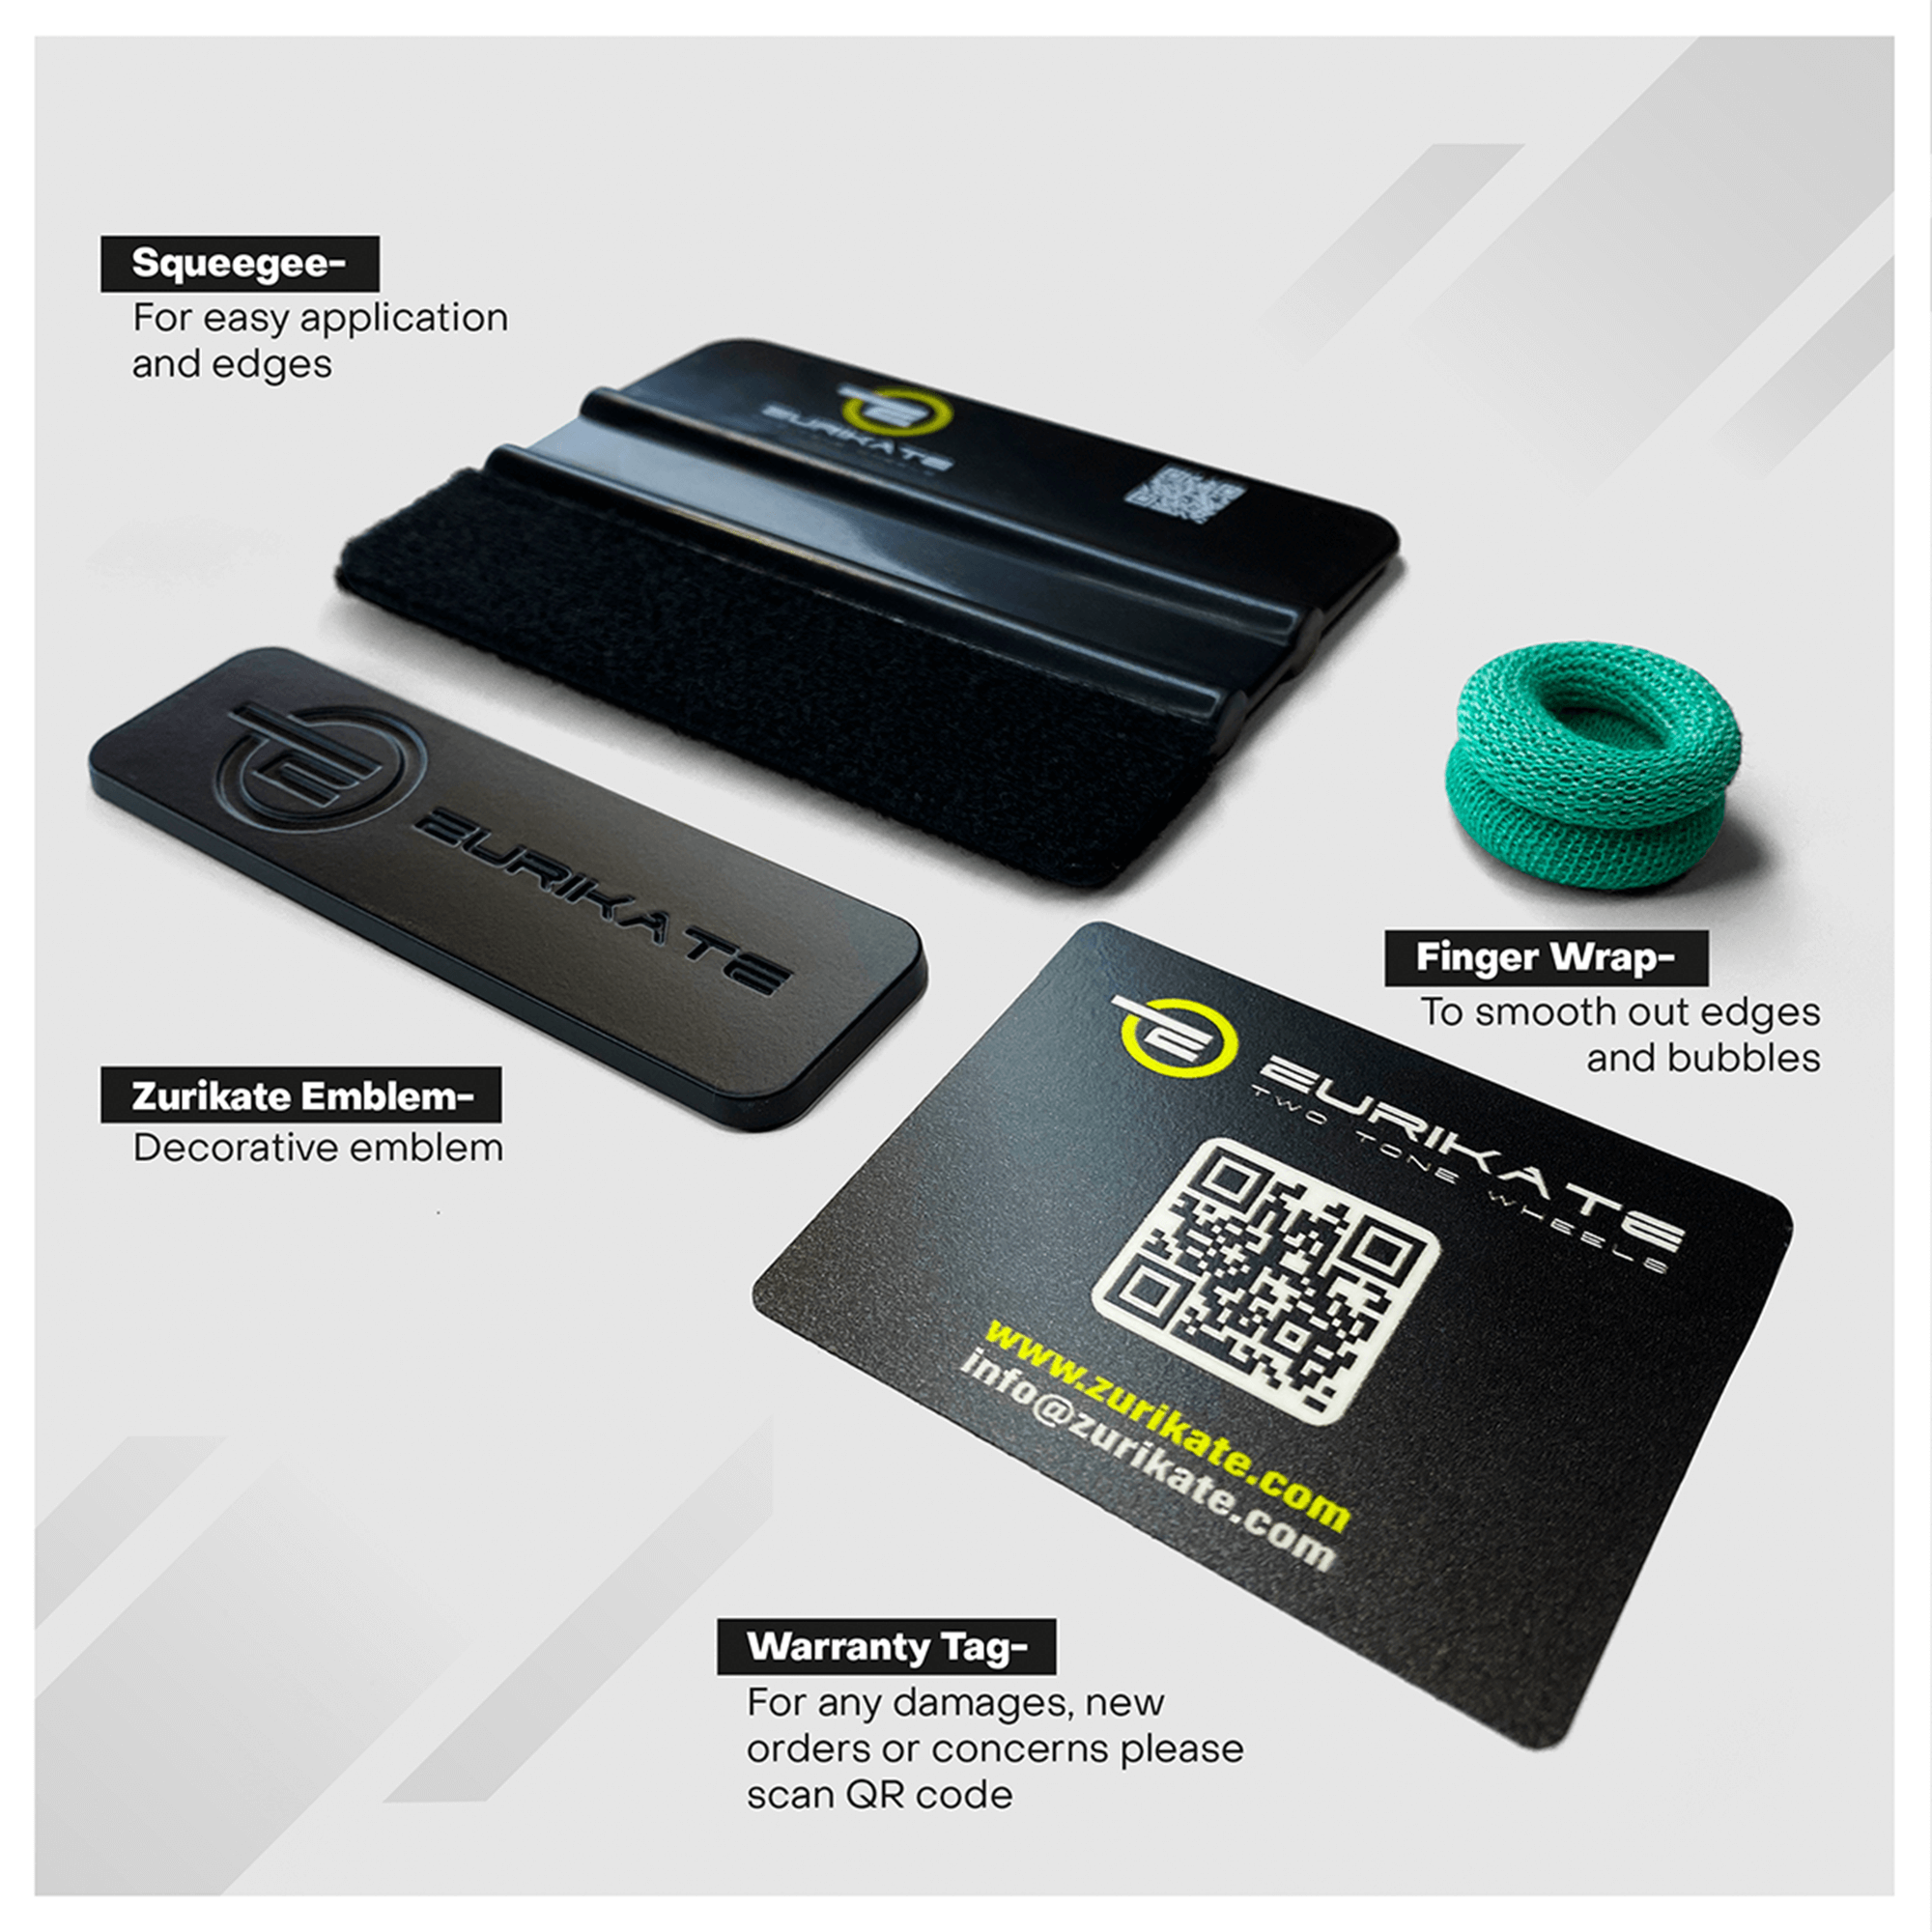 Squeegee-
For easy application
and edges
ZURIKATE
ZURIKATE
Finger Wrap-
To smooth out edges
and bubbles
Zurikate Emblem-
Decorative emblem
ZURIKATE
TWO TONE WHEELS
www.zurikate.com
info@zurikate.com
Warranty Tag-
For any damages, new
orders or concerns please
scan QR code